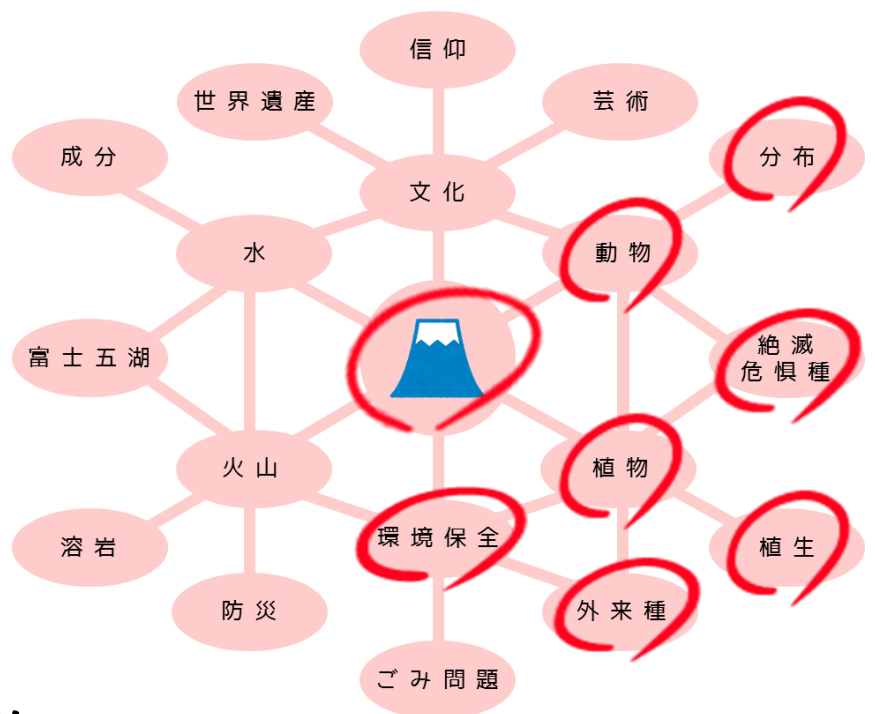 信仰
世界遺産
芸術
成分
分布
文化
水
動物
富士五湖
絶滅
危惧種
火山
植物
溶岩
環境保全
植生
防災
外来種
ごみ問題